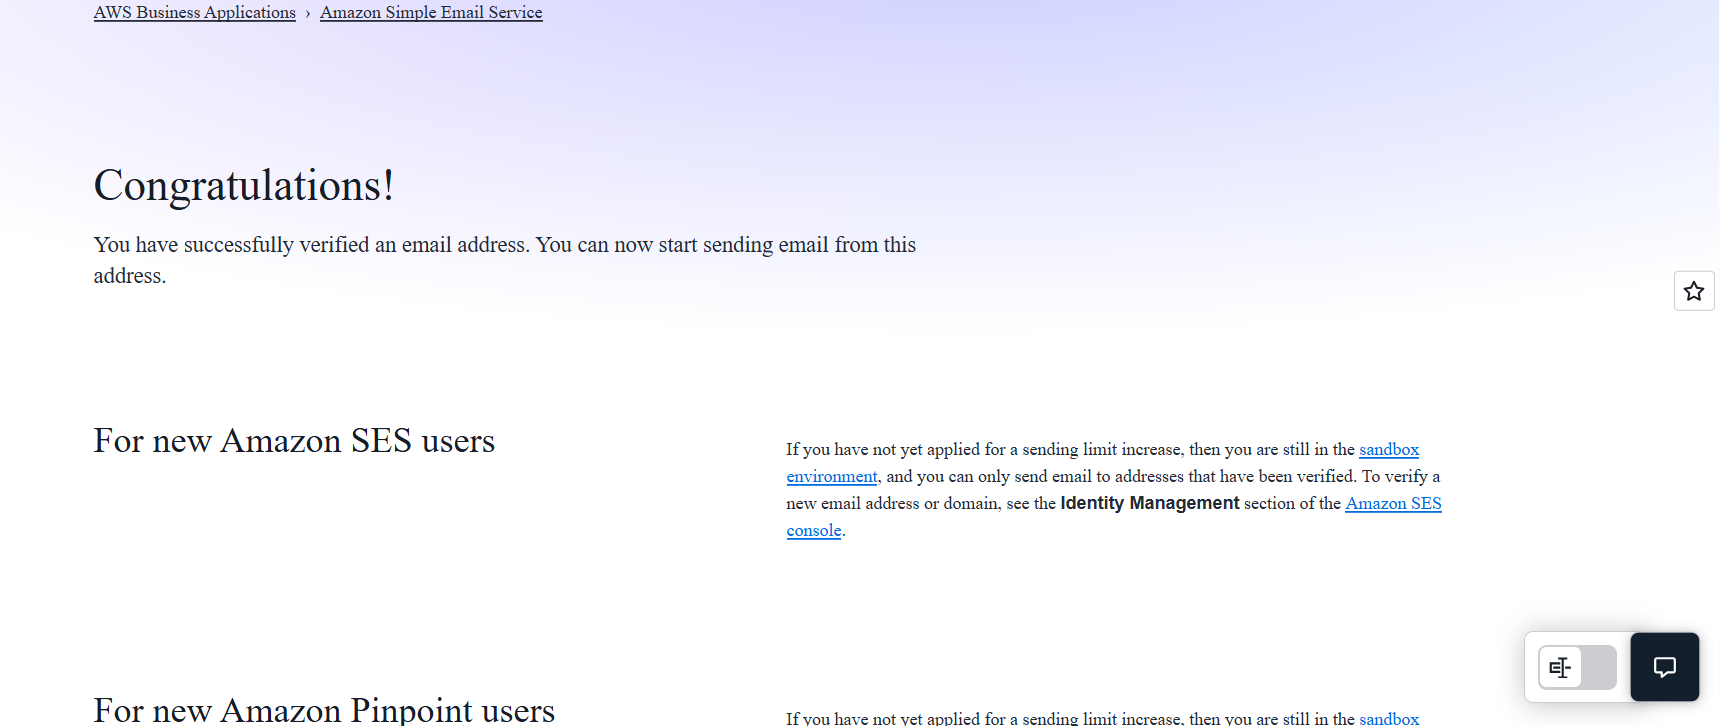 AWS Business Applications › Amazon Simple Email Service
Congratulations!
You have successfully verified an email address. You can now start sending email from this
address.
For new Amazon SES users
If you have not yet applied for a sending limit increase, then you are still in the sandbox
environment, and you can only send email to addresses that have been verified. To verify a
new email address or domain, see the Identity Management section of the Amazon SES
console.
For new Amazon Pinpoint users
If you have not yet applied for a sending limit increase, then you are still in the sandbox